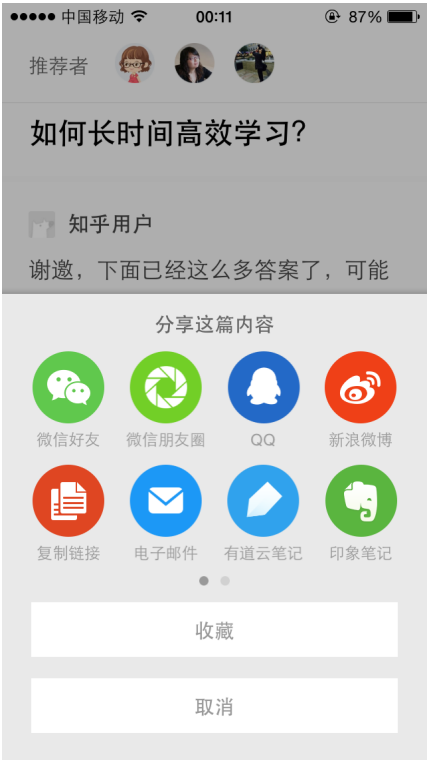 中国移动 00:11 87%
推荐者
如何长时间高效学习?
知乎用户
谢邀，下面已经这么多答案了，可能
分享这篇内容
微信好友 微信朋友圈 QQ 新浪微博
复制链接 电子邮件 有道云笔记 印象笔记
收藏
取消